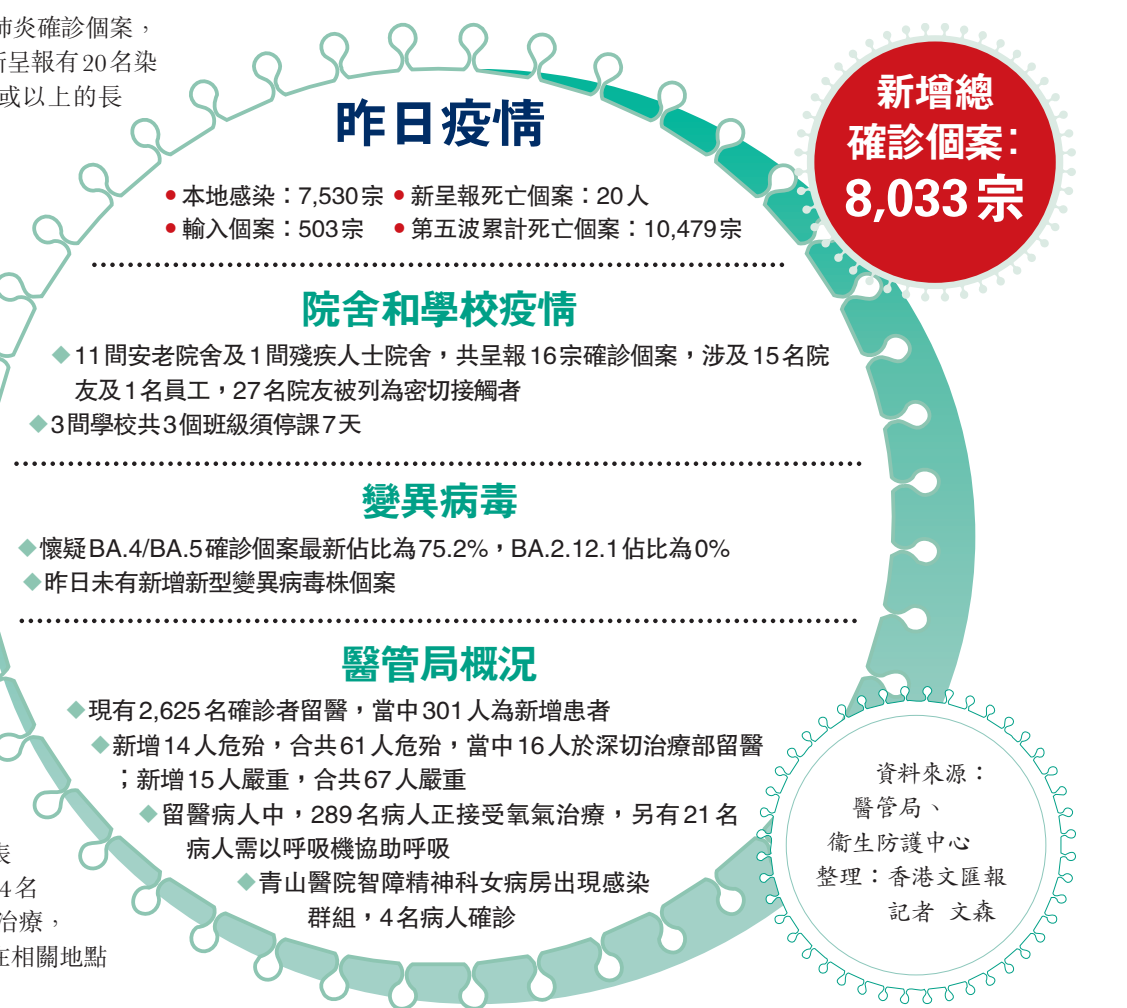 肺炎確診個案，
新呈報有20名染
或以上的長
昨日疫情
新增總
確診個案：
8,033宗
●本地感染：7,530宗 ●新呈報死亡個案：20人
●輸入個案：503宗 ●第五波累計死亡個案：10,479宗
院舍和學校疫情
◆11間安老院舍及1間殘疾人士院舍，共呈報16宗確診個案，涉及15名院
友及1名員工，27名院友被列為密切接觸者
◆3間學校共3個班級須停課7天
變異病毒
◆懷疑BA.4/BA.5確診個案最新佔比為75.2%，BA.2.12.1佔比為0%
◆昨日未有新增新型變異病毒株個案
醫管局概況
◆現有2,625名確診者留醫，當中301人為新增患者
◆新增14人危殆，合共61人危殆，當中16人於深切治療部留醫
；新增15人嚴重，合共67人嚴重
◆留醫病人中，289名病人正接受氧氣治療，另有21名
病人需以呼吸機協助呼吸
◆青山醫院智障精神科女病房出現感染
群組，4名病人確診
表
4名
治療，
在相關地點
資料來源：
醫管局、
衞生防護中心
整理：香港文匯報
記者 文森